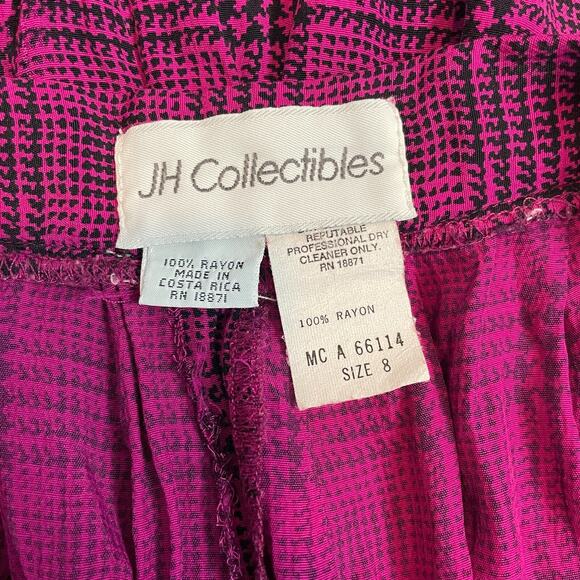 JH Collectibles
100% RAYON
MADE IN
COSTA RICA
RN 18871
REPUTABLE
PROFESSIONAL DRY
CLEANER ONLY.
RN 18871
100% RAYON
MC A 66114
SIZE 8